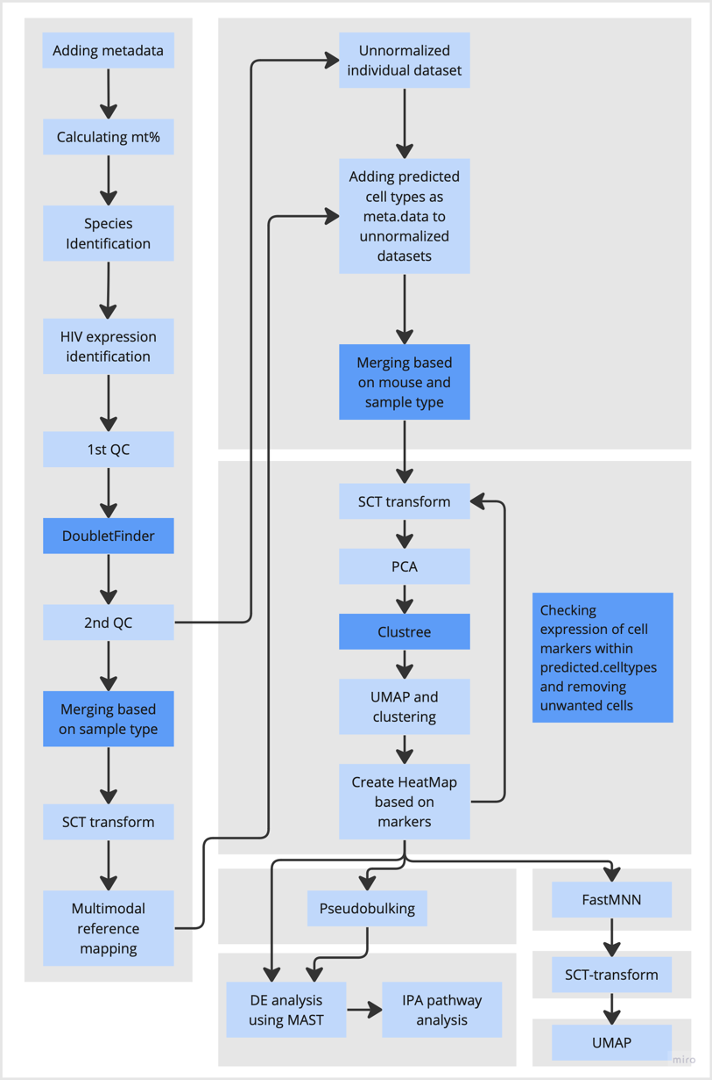 Adding metadata
Calculating mt%
Species
Identification
HIV expression
identification
1st QC
DoubletFinder
2nd QC
Merging based
on sample type
SCT transform
Multimodal
reference
mapping
Unnormalized
individual dataset
Adding predicted
cell types as
meta.data to
unnormalized
datasets
Merging based
on mouse and
sample type
SCT transform
PCA
Clustree
UMAP and
clustering
Create HeatMap
based on
markers
Checking
expression of cell
markers within
predicted.celltypes
and removing
unwanted cells
Pseudobulking
DE analysis
using MAST
IPA pathway
analysis
FastMNN
SCT-transform
UMAP
miro